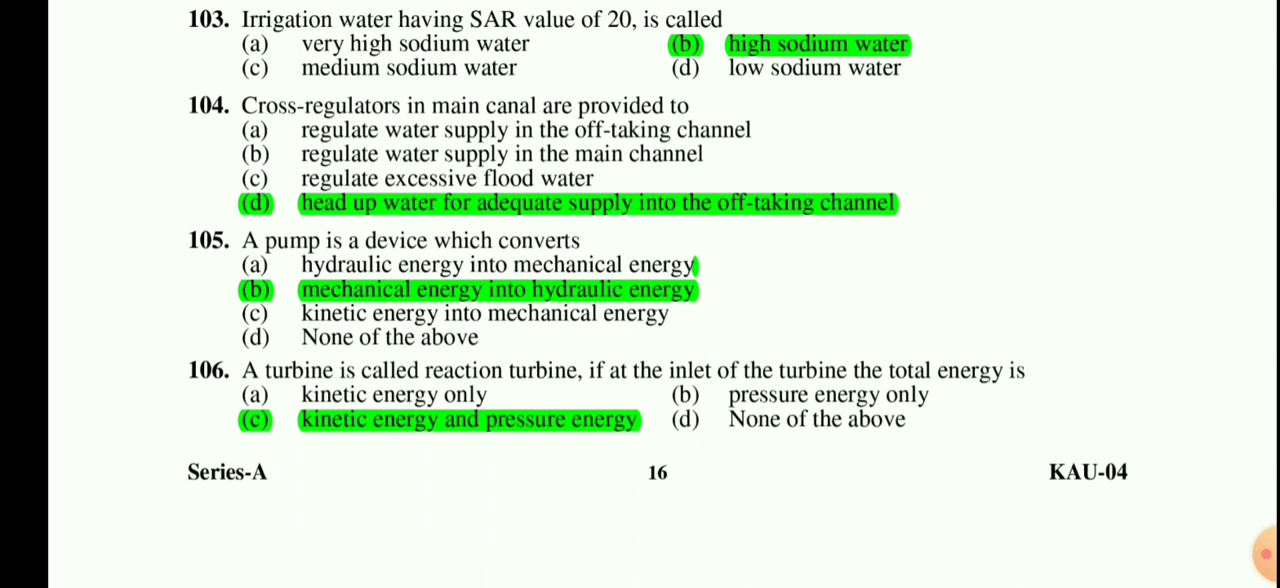 103. Irrigation water having SAR value of 20, is called
(a) very high sodium water (b) high sodium water
(c) medium sodium water (d) low sodium water
104. Cross-regulators in main canal are provided to
(a) regulate water supply in the off-taking channel
(b) regulate water supply in the main channel
(c) regulate excessive flood water
(d) head up water for adequate supply into the off-taking channel
105. A pump is a device which converts
(a) hydraulic energy into mechanical energy
(b) mechanical energy into hydraulic energy
(c) kinetic energy into mechanical energy
(d) None of the above
106. A turbine is called reaction turbine, if at the inlet of the turbine the total energy is
(a) kinetic energy only (b) pressure energy only
(c) kinetic energy and pressure energy (d) None of the above
Series-A 16 KAU-04